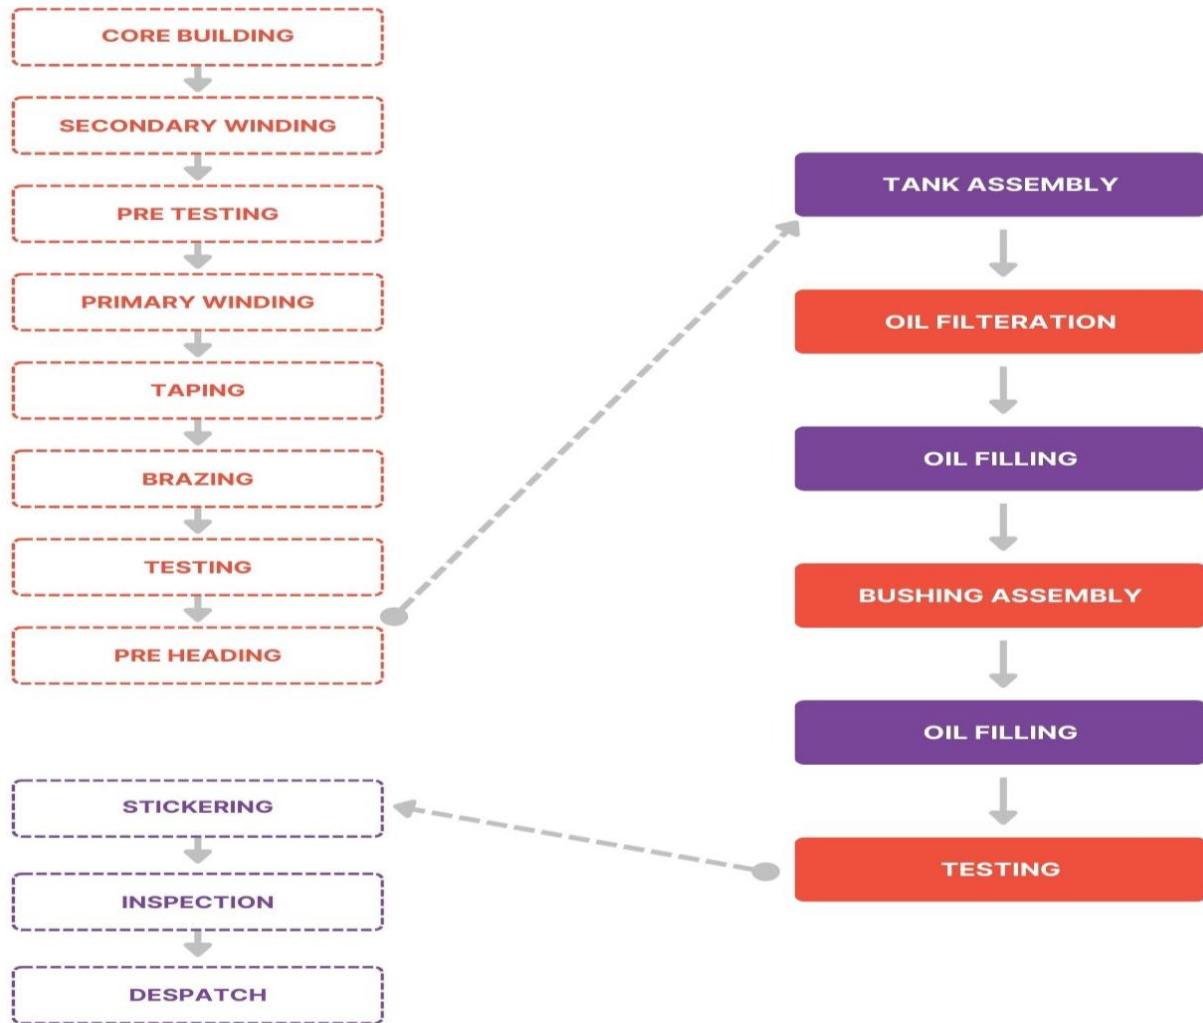 CORE BUILDING
SECONDARY WINDING
PRE TESTING
PRIMARY WINDING
TAPING
BRAZING
TESTING
PRE HEADING
TANK ASSEMBLY
OIL FILTERATION
OIL FILLING
BUSHING ASSEMBLY
OIL FILLING
TESTING
STICKERING
INSPECTION
DESPATCH